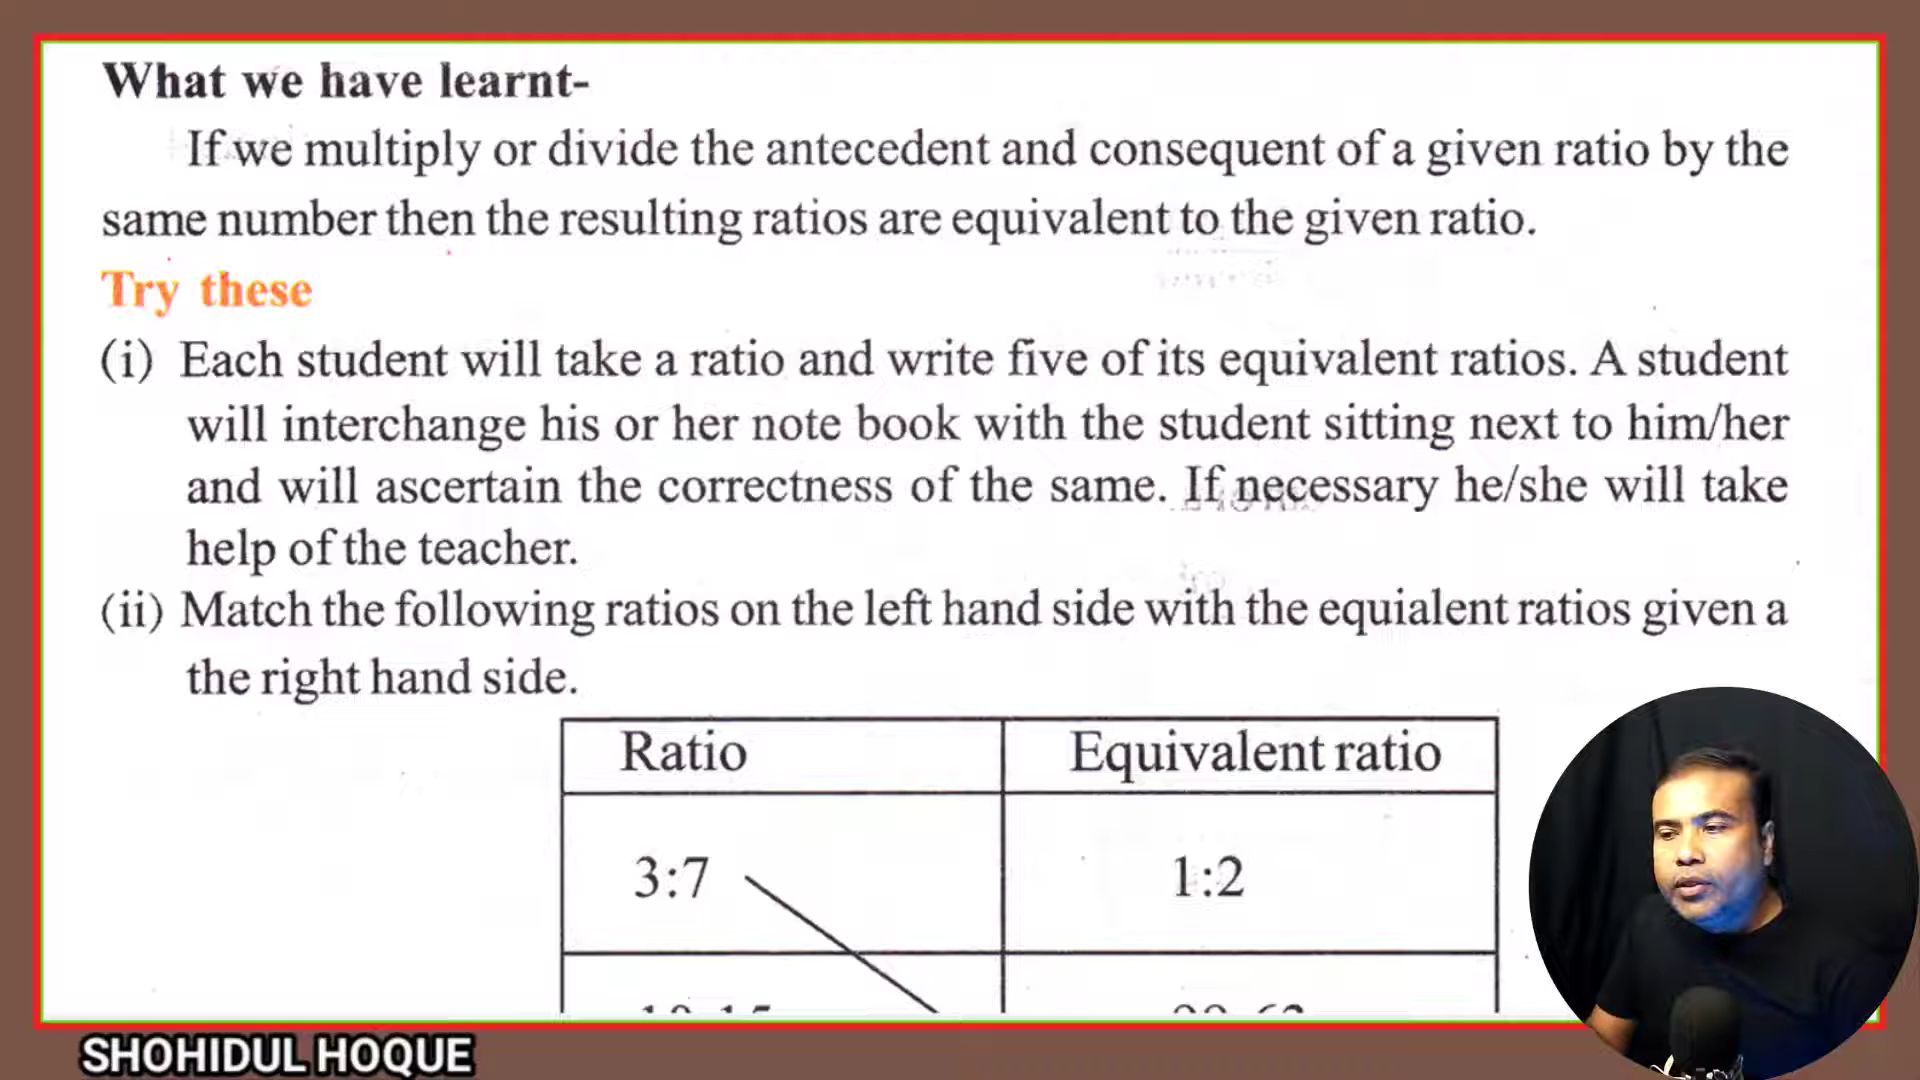 What we have learnt-
If we multiply or divide the antecedent and consequent of a given ratio by the
same number then the resulting ratios are equivalent to the given ratio.
Try these
(i) Each student will take a ratio and write five of its equivalent ratios. A student
will interchange his or her note book with the student sitting next to him/her
and will ascertain the correctness of the same. If necessary he/she will take
help of the teacher.
(ii) Match the following ratios on the left hand side with the equialent ratios given a
the right hand side.
Ratio Equivalent ratio
3:7 1:2
SHOHIDUL HOQUE